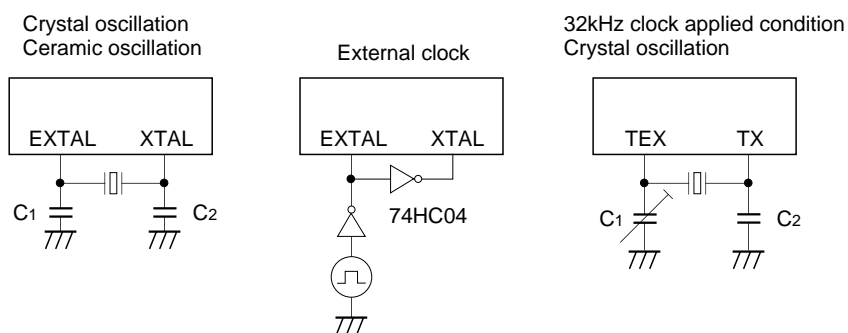 Crystal oscillation
Ceramic oscillation
EXTAL XTAL
C1 C2
External clock
EXTAL XTAL
74HC04
32kHz clock applied condition
Crystal oscillation
TEX TX
C1 C2